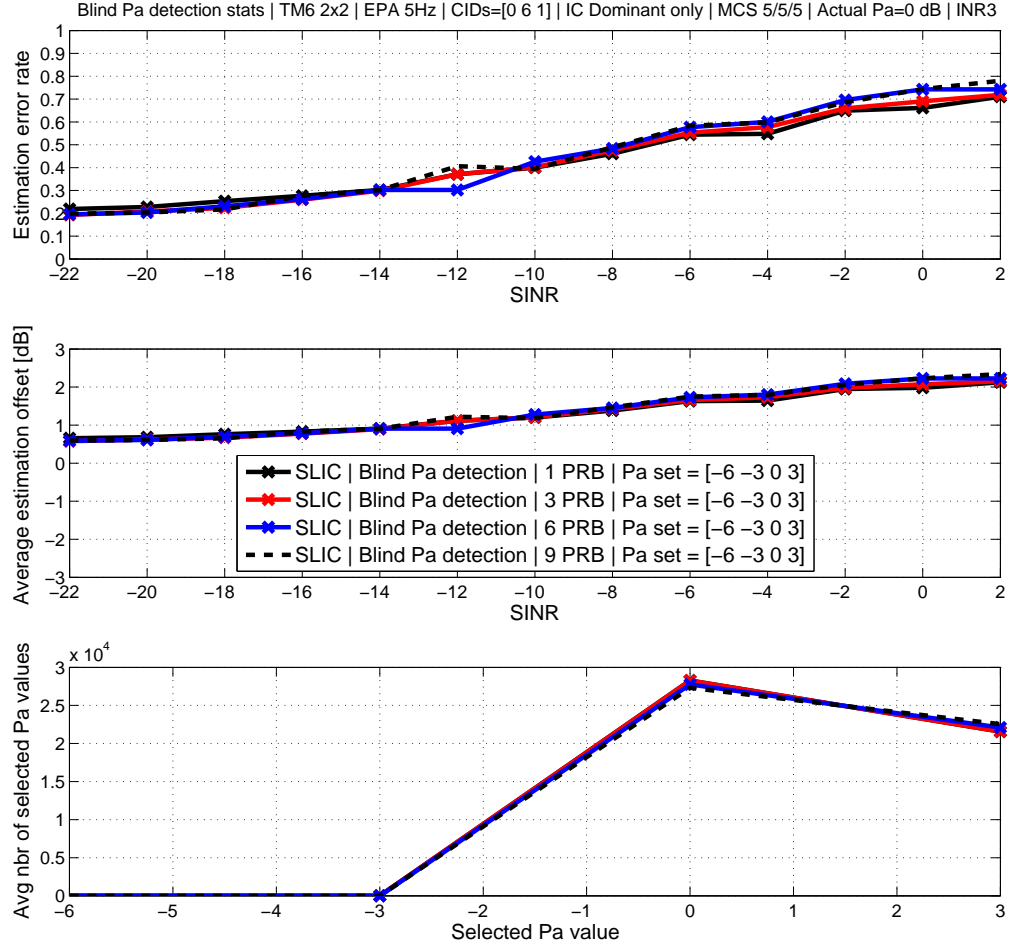 Blind Pa detection stats | TM6 2x2 | EPA 5Hz | CIDs=[0 6 1] | IC Dominant only | MCS 5/5/5 | Actual Pa=0 dB | INR3
1
0.9
0.8
0.7
0.6
0.5
0.4
0.3
0.2
0.1
0
Estimation error rate
−22 −20 −18 −16 −14 −12 −10 −8 −6 −4 −2 0 2
SINR
3
2
1
0
−1
−2
−3
Average estimation offset [dB]
SLIC | Blind Pa detection | 1 PRB | Pa set = [−6 −3 0 3]
SLIC | Blind Pa detection | 3 PRB | Pa set = [−6 −3 0 3]
SLIC | Blind Pa detection | 6 PRB | Pa set = [−6 −3 0 3]
SLIC | Blind Pa detection | 9 PRB | Pa set = [−6 −3 0 3]
−22 −20 −18 −16 −14 −12 −10 −8 −6 −4 −2 0 2
SINR
x 10^4
3
2.5
2
1.5
1
0.5
0
Avg nbr of selected Pa values
−6 −5 −4 −3 −2 −1 0 1 2 3
Selected Pa value